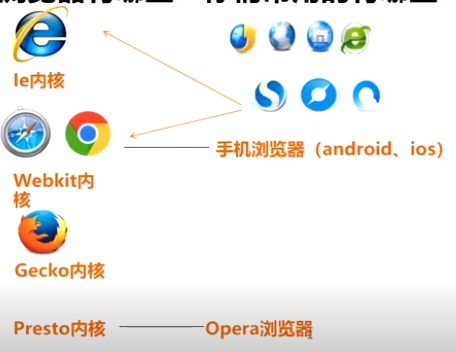 Ie内核
手机浏览器（android、ios）
Webkit内
核
Gecko内核
Presto内核
Opera浏览器